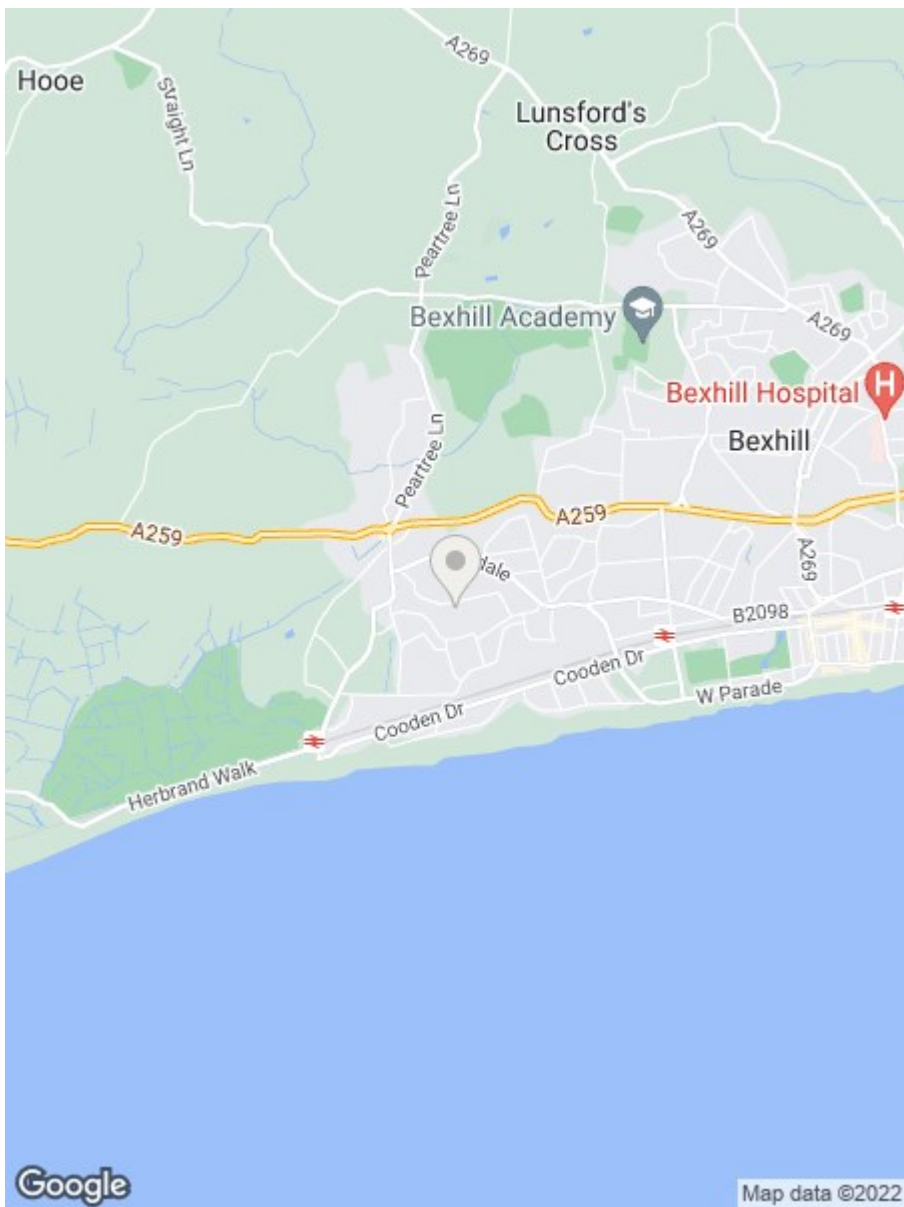 A269
Hooe
Lunsford's
Cross
Straight Ln
Peartree Ln
A269
Bexhill Academy
A269
Bexhill Hospital
H
Bexhill
Peartree Ln
A259
A259
dale
A269
B2098
Cooden Dr
W Parade
Cooden Dr
Herbrand Walk
Google
Map data ©2022